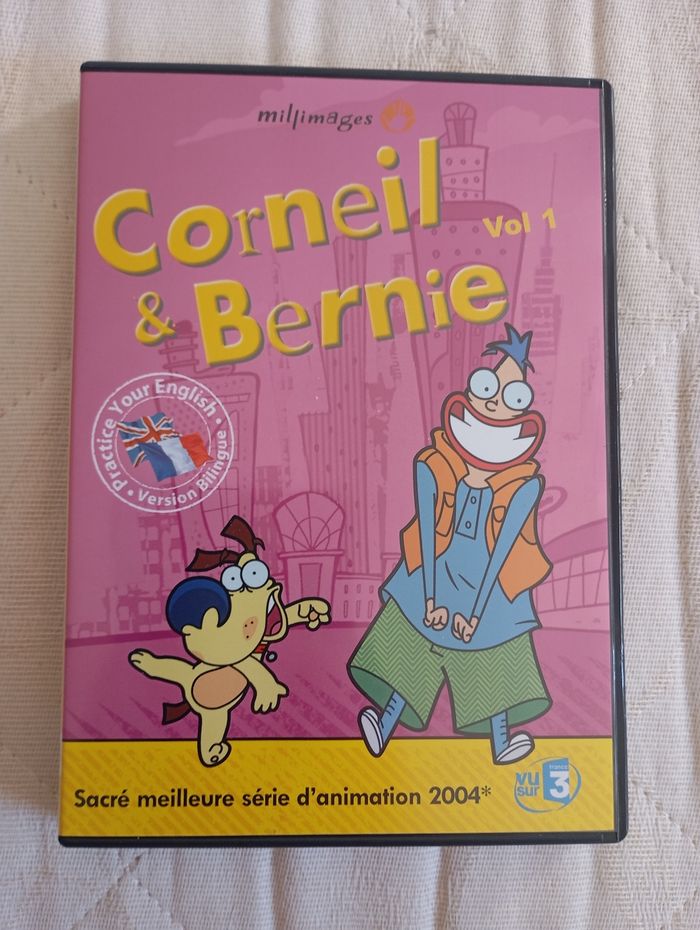 millimages
Corneil
Vol 1
& Bernie
Practice Your English •
• Version Bilingue
Sacré meilleure série d'animation 2004*
vu sur
france 3